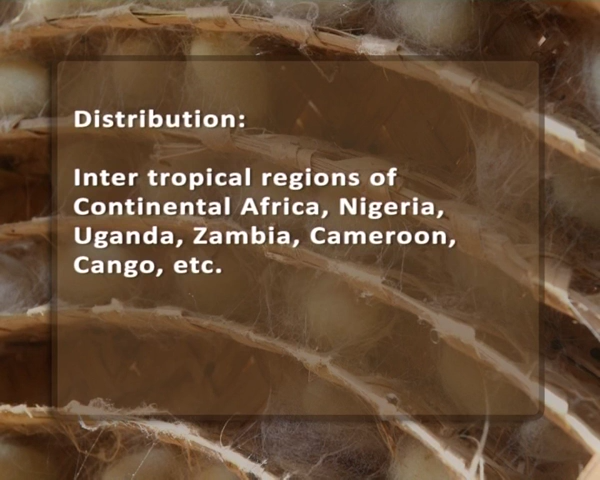 Distribution:
Inter tropical regions of
Continental Africa, Nigeria,
Uganda, Zambia, Cameroon,
Cango, etc.